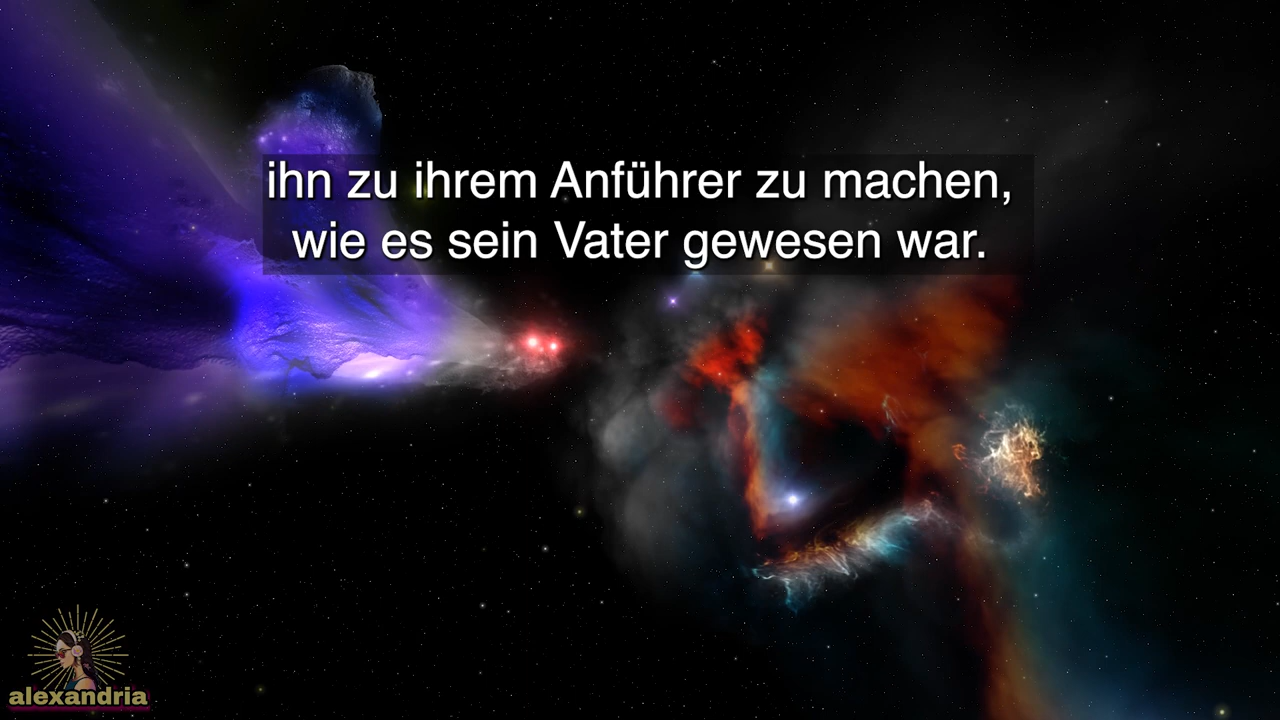 ihn zu ihrem Anführer zu machen,
wie es sein Vater gewesen war.
alexandria